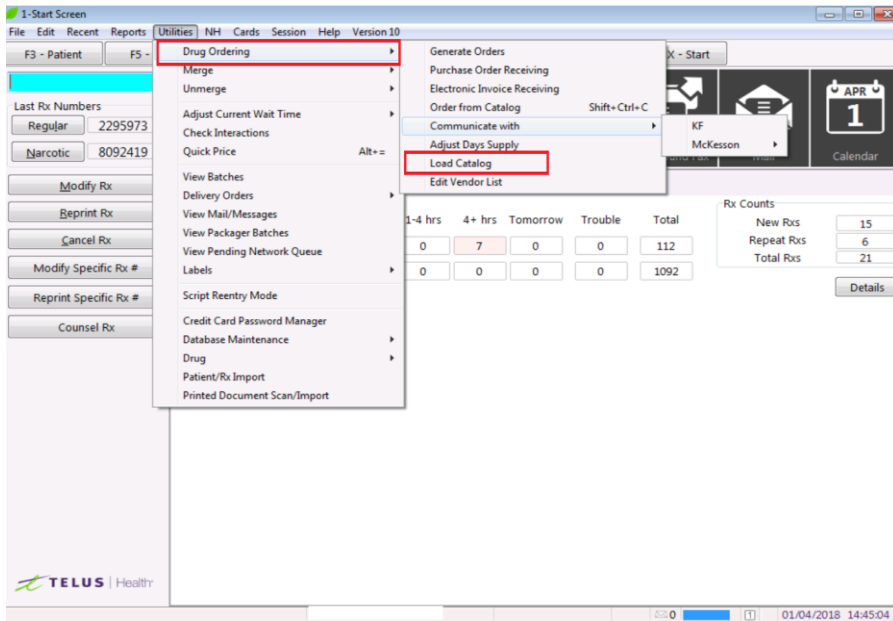 1-Start Screen
File Edit Recent Reports Utilities NH Cards Session Help Version 10
F3 - Patient F5 - X - Start
Drug Ordering
Merge
Unmerge
Adjust Current Wait Time
Check Interactions
Quick Price Alt+=
View Batches
Delivery Orders
View Mail/Messages
View Packager Batches
View Pending Network Queue
Labels
Script Reentry Mode
Credit Card Password Manager
Database Maintenance
Drug
Patient/Rx Import
Printed Document Scan/Import
Generate Orders
Purchase Order Receiving
Electronic Invoice Receiving
Order from Catalog Shift+Ctrl+C
Communicate with
Adjust Days Supply
Load Catalog
Edit Vendor List
KF
McKesson
APR
1
Calendar
Last Rx Numbers
Regular 2295973
Narcotic 8092419
Modify Rx
Reprint Rx
Cancel Rx
Modify Specific Rx #
Reprint Specific Rx #
Counsel Rx
1-4 hrs 4+ hrs Tomorrow Trouble Total
0 7 0 0 112
0 0 0 0 1092
Rx Counts
New Rxs 15
Repeat Rxs 6
Total Rxs 21
Details
TELUS Health
0 1 01/04/2018 14:45:04